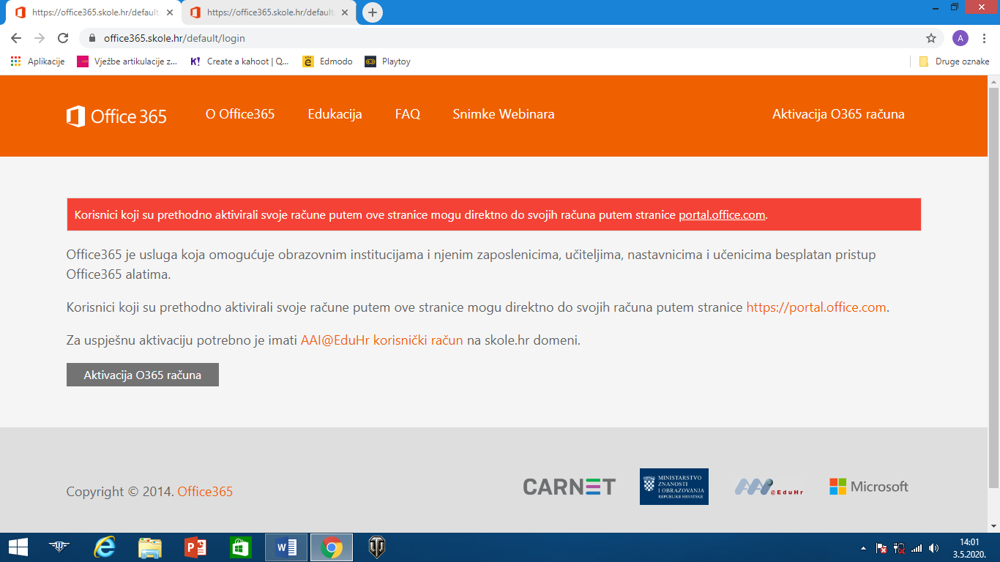 https://office365.skole.hr/default
https://office365.skole.hr/default
office365.skole.hr/default/login
A
Aplikacije
Vježbe artikulacije z...
K!
Create a kahoot | Q...
Edmodo
Playtoy
Druge oznake
Office 365
O Office365
Edukacija
FAQ
Snimke Webinara
Aktivacija O365 računa
Korisnici koji su prethodno aktivirali svoje račune putem ove stranice mogu direktno do svojih računa putem stranice portal.office.com.
Office365 je usluga koja omogućuje obrazovnim institucijama i njenim zaposlenicima, učiteljima, nastavnicima i učenicima besplatan pristup
Office365 alatima.
Korisnici koji su prethodno aktivirali svoje račune putem ove stranice mogu direktno do svojih računa putem stranice https://portal.office.com.
Za uspješnu aktivaciju potrebno je imati AAI@EduHr korisnički račun na skole.hr domeni.
Aktivacija O365 računa
Copyright © 2014. Office365
CARNET
MINISTARSTVO
ZNANOSTI
I OBRAZOVANJA
REPUBLIKE HRVATSKE
AAI
@EduHr
Microsoft
14:01
3.5.2020.